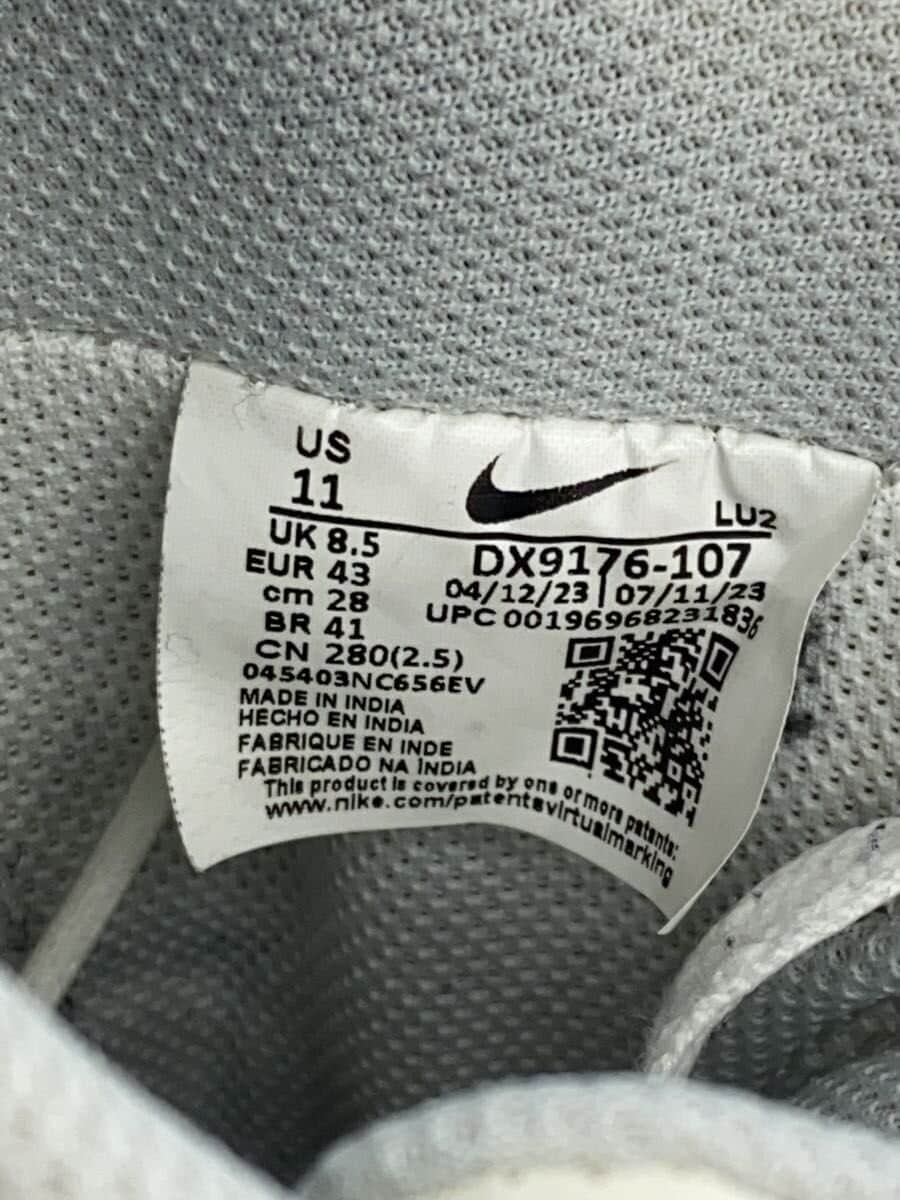 US
11
LU2
UK 8.5
EUR 43
cm 28
BR 41
CN 280(2.5)
045403NC656EV
DX9176-107
04/12/23 | 07/11/23
UPC 00196968231836
MADE IN INDIA
HECHO EN INDIA
FABRIQUE EN INDE
FABRICADO NA INDIA
This product is covered by one or more patents:
www.nike.com/patentsvirtualmarking